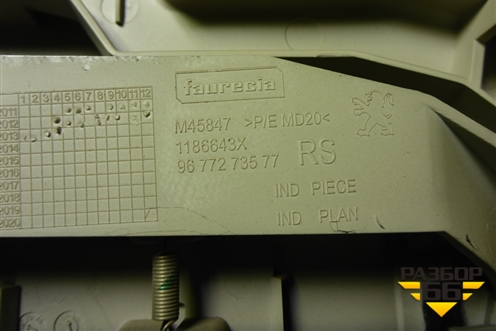 faurecia
1 2 3 4 5 6 7 8 9 10 11 12
2011
2012
2013
2014
2015
2016
2017
2018
2019
2020
M45847 >P/E MD20<
1186643X
96 772 735 77 RS
IND PIECE
IND PLAN
РАЗБОР
66